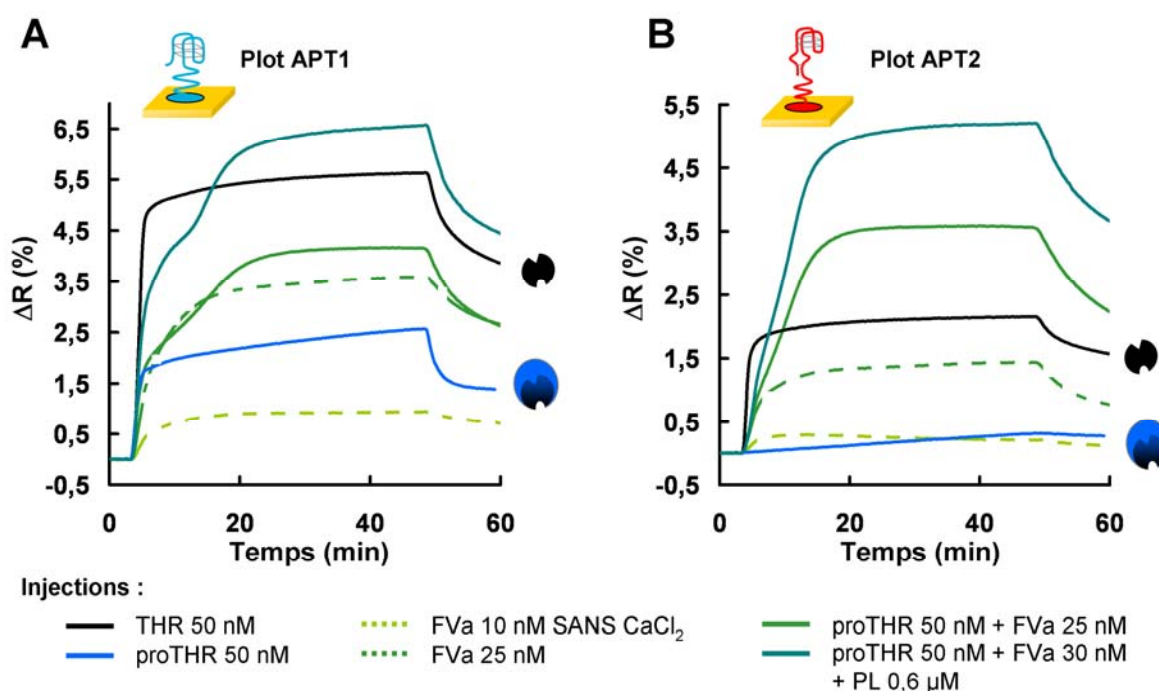 A
Plot APT1
ΔR (%)
6,5
5,5
4,5
3,5
2,5
1,5
0,5
-0,5
0
20
40
60
Temps (min)
B
Plot APT2
ΔR (%)
5,5
4,5
3,5
2,5
1,5
0,5
-0,5
0
20
40
60
Temps (min)
Injections :
THR 50 nM
proTHR 50 nM
FVa 10 nM SANS CaCl₂
FVa 25 nM
proTHR 50 nM + FVa 25 nM
proTHR 50 nM + FVa 30 nM
+ PL 0,6 µM